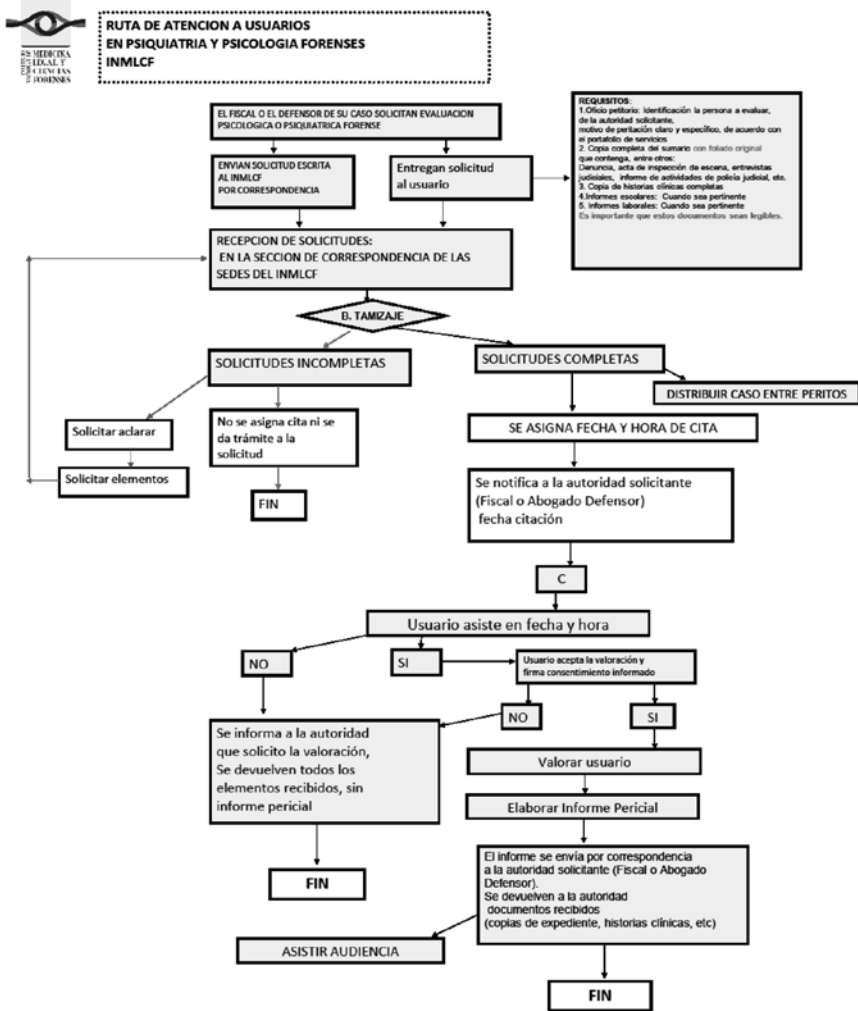 MEDICINA
LEGAL Y
CIENCIAS
FORENSES
RUTA DE ATENCION A USUARIOS
EN PSIQUIATRIA Y PSICOLOGIA FORENSES
INMLCF
EL FISCAL O EL DEFENSOR DE SU CASO SOLICITAN EVALUACION
PSICOLOGICA O PSIQUIATRICA FORENSE
ENVIAN SOLICITUD ESCRITA
AL INMLCF
POR CORRESPONDENCIA
Entregan solicitud
al usuario
REQUISITOS:
1.Oficio petitorio: Identificación la persona a evaluar,
de la autoridad solicitante,
motivo de peritación claro y específico, de acuerdo con
el portafolio de servicios
2. Copia completa del sumario con folado original
que contenga, entre otros:
Denuncia, acta de inspección de escena, entrevistas
judiciales, informe de actividades de policía judicial, etc.
3. Copia de historias clínicas completas
4.Informes escolares: Cuando sea pertinente
5. Informes laborales: Cuando sea pertinente
Es importante que estos documentos sean legibles.
RECEPCION DE SOLICITUDES:
EN LA SECCION DE CORRESPONDENCIA DE LAS
SEDES DEL INMLCF
B. TAMIZAJE
SOLICITUDES INCOMPLETAS
SOLICITUDES COMPLETAS
DISTRIBUIR CASO ENTRE PERITOS
Solicitar aclarar
No se asigna cita ni se
da trámite a la
solicitud
SE ASIGNA FECHA Y HORA DE CITA
Solicitar elementos
FIN
Se notifica a la autoridad solicitante
(Fiscal o Abogado Defensor)
fecha citación
C
Usuario asiste en fecha y hora
NO
SI
Usuario acepta la valoración y
firma consentimiento informado
NO
SI
Se informa a la autoridad
que solicito la valoración,
Se devuelven todos los
elementos recibidos, sin
informe pericial
Valorar usuario
Elaborar Informe Pericial
FIN
El informe se envía por correspondencia
a la autoridad solicitante (Fiscal o Abogado
Defensor).
Se devuelven a la autoridad
documentos recibidos
(copias de expediente, historias clínicas, etc)
ASISTIR AUDIENCIA
FIN